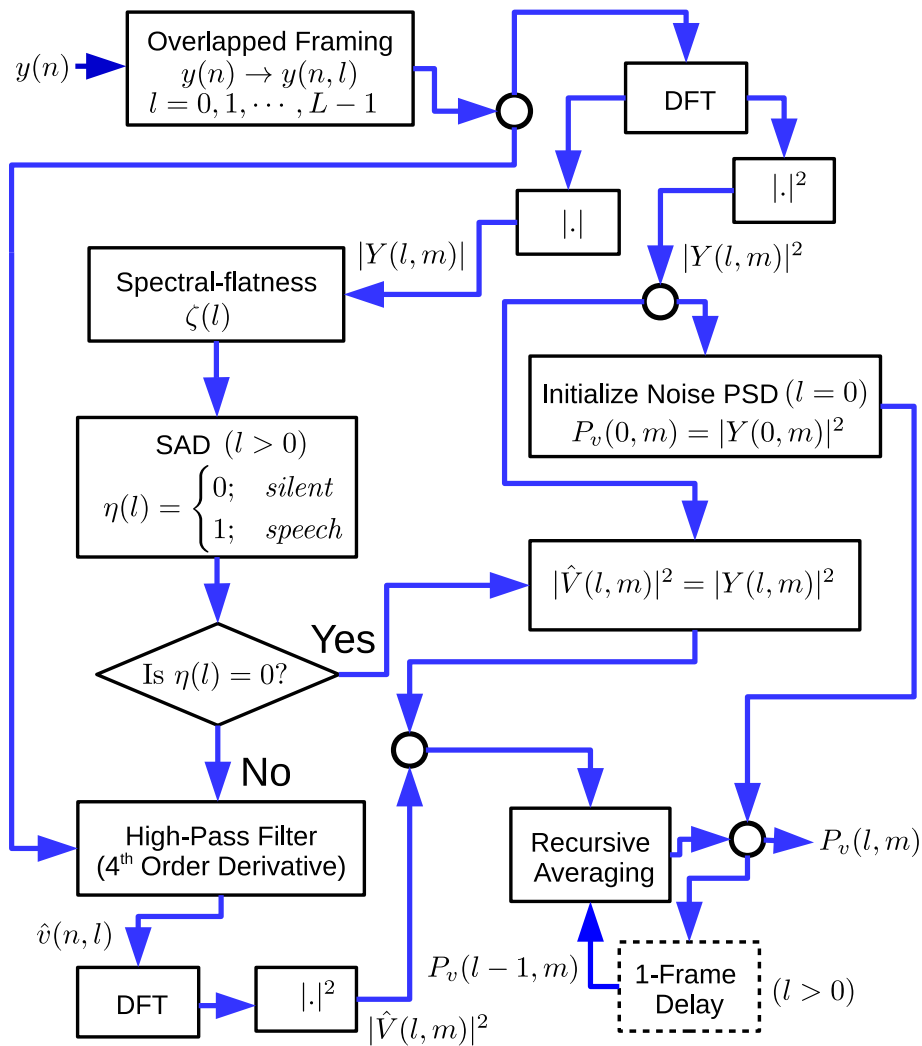 y(n)
Overlapped Framing
y(n) → y(n, l)
l = 0, 1, ⋯ , L − 1
DFT
|.|
|.|²
|Y(l, m)|
|Y(l, m)|²
Spectral-flatness
ζ(l)
Initialize Noise PSD (l = 0)
P_v(0, m) = |Y(0, m)|²
SAD (l > 0)
η(l) = { 0; silent
1; speech
|V̂(l, m)|² = |Y(l, m)|²
Yes
Is η(l) = 0?
No
High-Pass Filter
(4ᵗʰ Order Derivative)
Recursive
Averaging
P_v(l, m)
v̂(n, l)
P_v(l − 1, m)
1-Frame
Delay
(l > 0)
DFT
|.|²
|V̂(l, m)|²